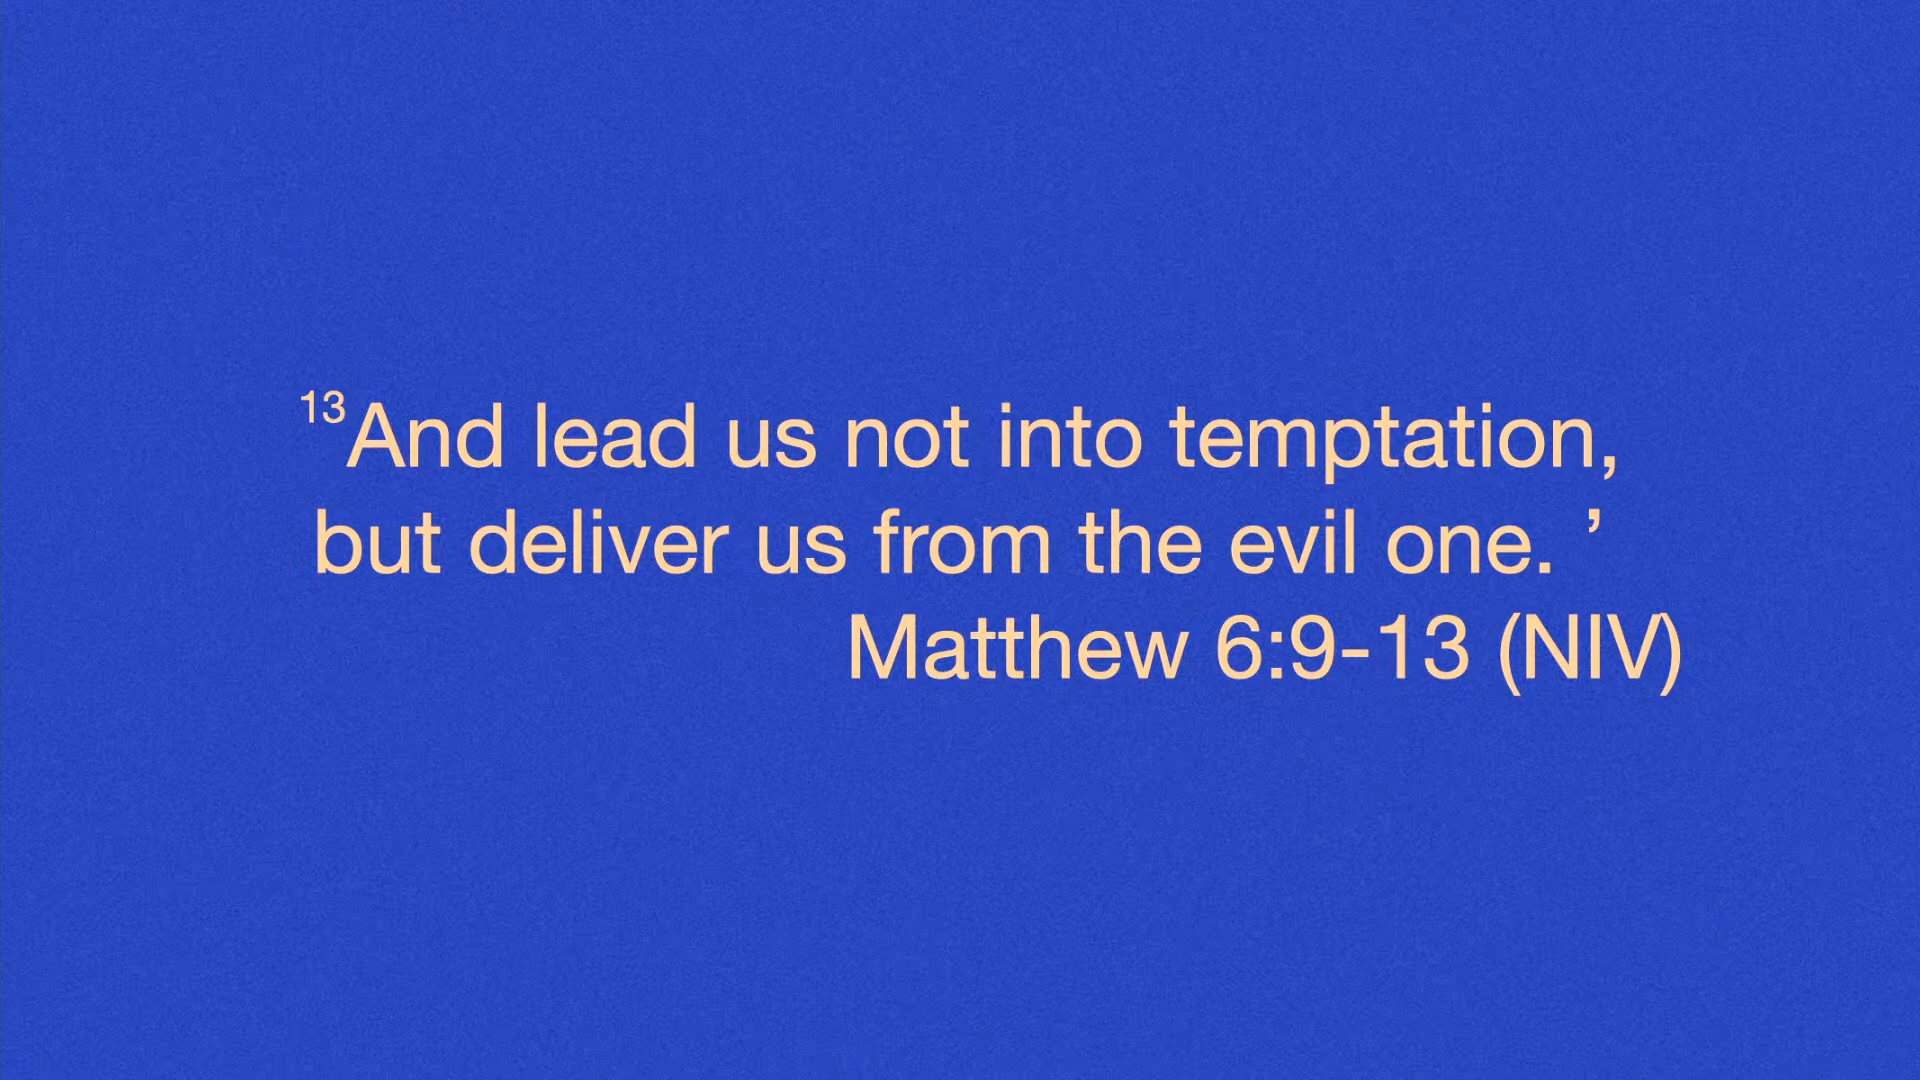 13And lead us not into temptation,
but deliver us from the evil one. ’
Matthew 6:9-13 (NIV)